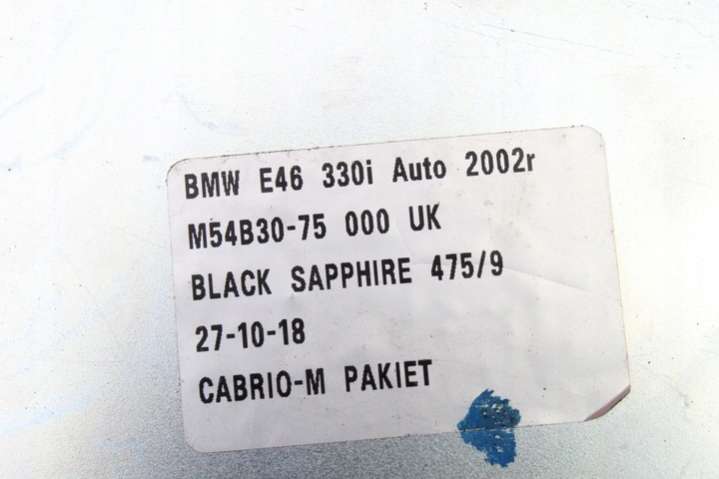 BMW E46 330i Auto 2002r
M54B30-75 000 UK
BLACK SAPPHIRE 475/9
27-10-18
CABRIO-M PAKIET